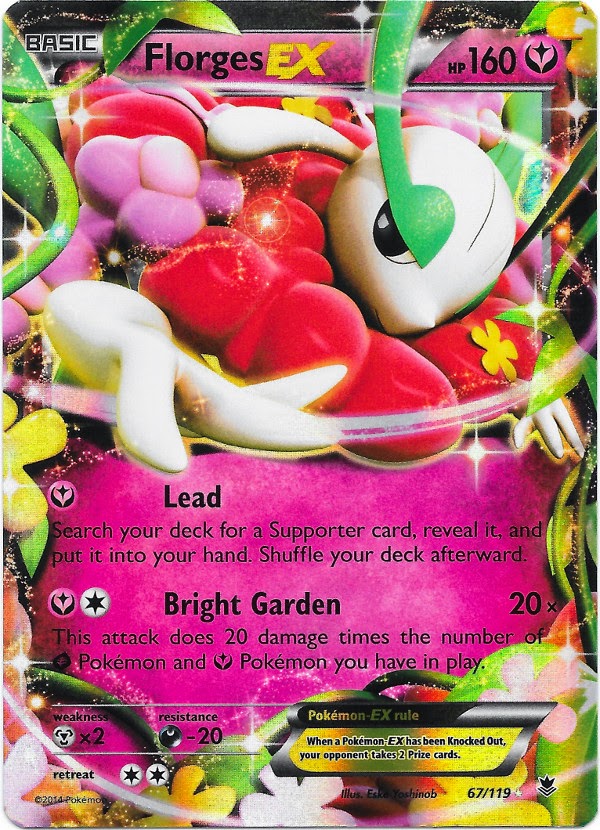 BASIC
Florges EX
HP 160
Lead
Search your deck for a Supporter card, reveal it, and
put it into your hand. Shuffle your deck afterward.
Bright Garden 20×
This attack does 20 damage times the number of
Pokémon and Pokémon you have in play.
weakness resistance
×2 -20
retreat
Pokémon-EX rule
When a Pokémon-EX has been Knocked Out,
your opponent takes 2 Prize cards.
©2014 Pokémon
Illus. Eske Yoshinob 67/119